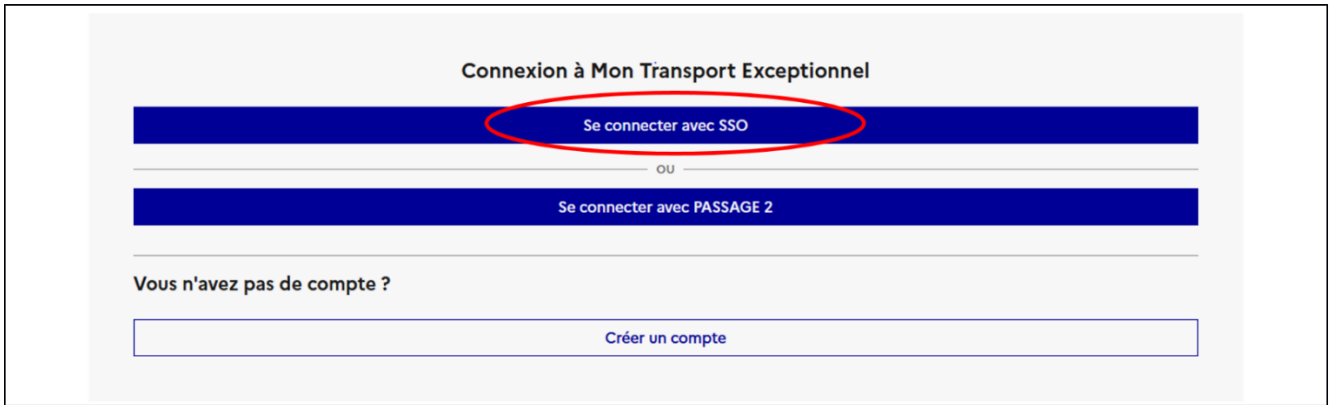 Connexion à Mon Transport Exceptionnel
Se connecter avec SSO
ou
Se connecter avec PASSAGE 2
Vous n'avez pas de compte ?
Créer un compte